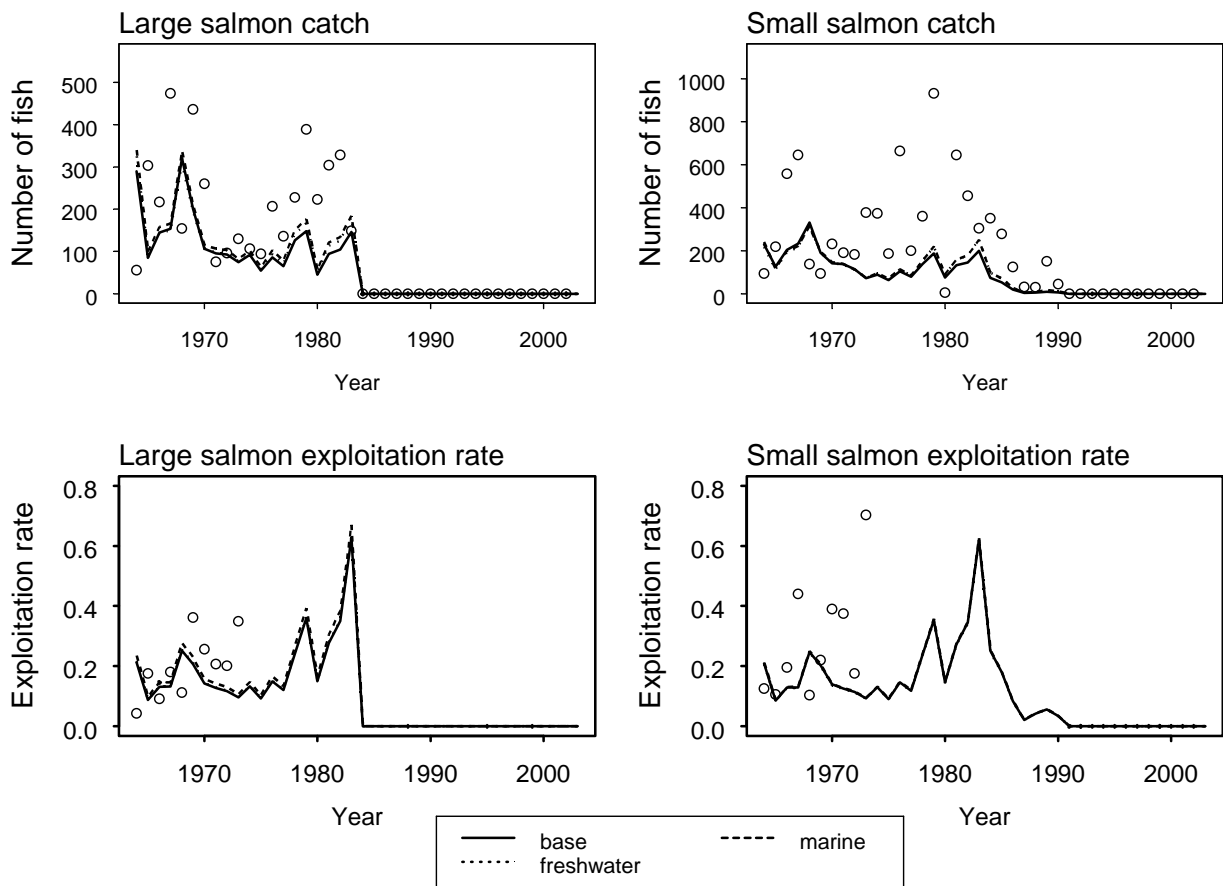 Large salmon catch
Number of fish
500
400
300
200
100
0
1970 1980 1990 2000
Year
Small salmon catch
Number of fish
1000
800
600
400
200
0
1970 1980 1990 2000
Year
Large salmon exploitation rate
Exploitation rate
0.8
0.6
0.4
0.2
0.0
1970 1980 1990 2000
Year
Small salmon exploitation rate
Exploitation rate
0.8
0.6
0.4
0.2
0.0
1970 1980 1990 2000
Year
base marine
freshwater